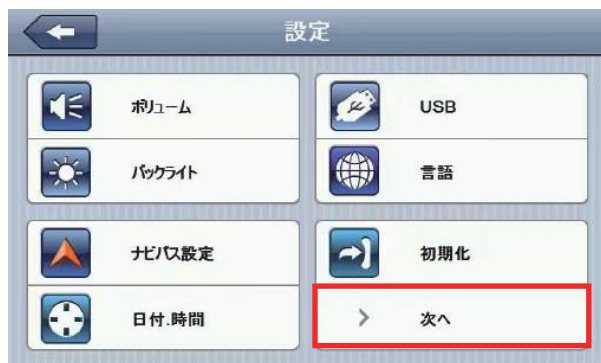 設定
ボリューム
USB
バックライト
言語
ナビパス設定
初期化
日付.時間
次へ